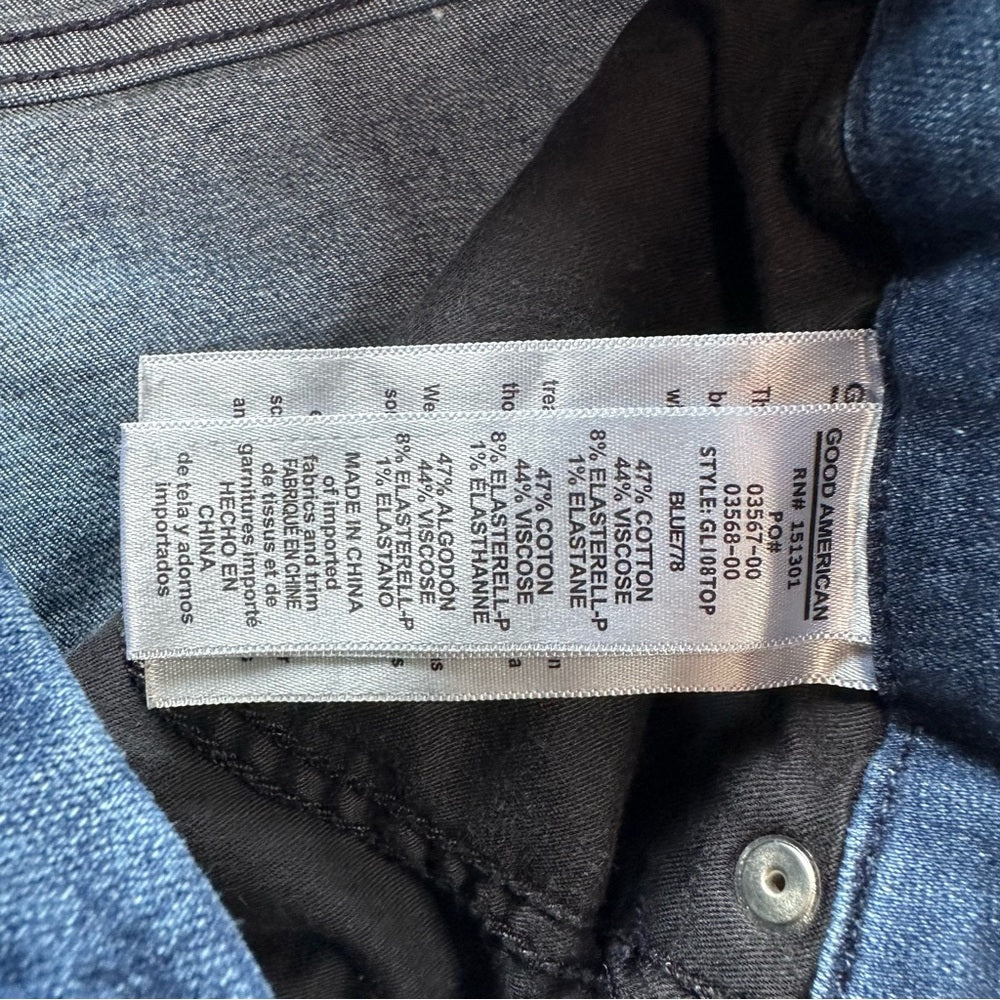 GOOD AMERICAN
RN# 151301
PO#
03567-00
03568-00
STYLE: GLI08TOP
BLUE778
47% COTTON
44% VISCOSE
8% ELASTERELL-P
1% ELASTANE
47% COTON
44% VISCOSE
8% ELASTERELL-P
1% ELASTHANNE
47% ALGODÓN
44% VISCOSE
8% ELASTERELL-P
1% ELASTANO
MADE IN CHINA
of imported
fabrics and trim
FABRIQUE EN CHINE
de tissus et de
garnitures importé
HECHO EN
CHINA
de tela y adornos
importados
We